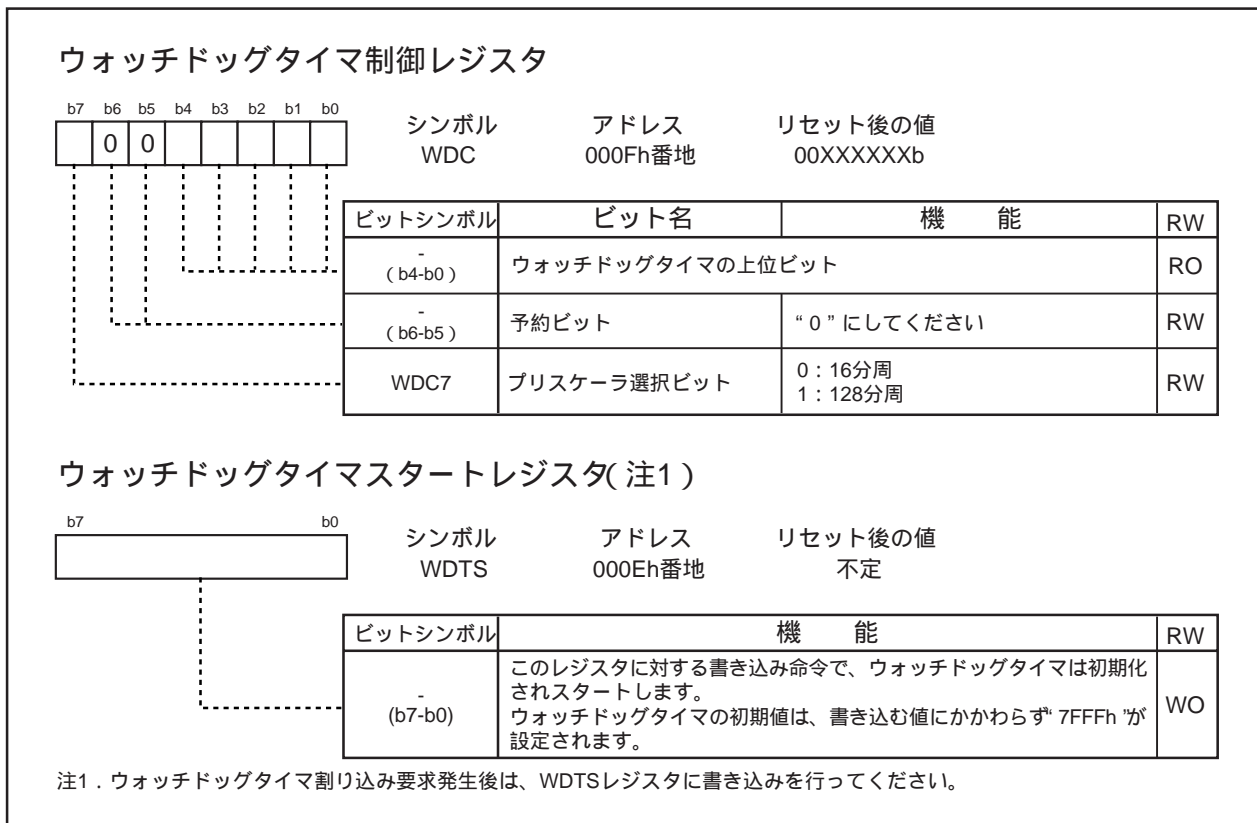 ウォッチドッグタイマ制御レジスタ
b7 b6 b5 b4 b3 b2 b1 b0
0 0
シンボル アドレス リセット後の値
WDC 000Fh番地 00XXXXXXb
ビットシンボル ビット名 機 能 RW
-
(b4-b0) ウォッチドッグタイマの上位ビット RO
-
(b6-b5) 予約ビット “0”にしてください RW
WDC7 プリスケーラ選択ビット 0:16分周
1:128分周 RW
ウォッチドッグタイマスタートレジスタ(注1)
b7 b0
シンボル アドレス リセット後の値
WDTS 000Eh番地 不定
ビットシンボル 機 能 RW
-
(b7-b0)
このレジスタに対する書き込み命令で、ウォッチドッグタイマは初期化
されスタートします。
ウォッチドッグタイマの初期値は、書き込む値にかかわらず“7FFFh”が
設定されます。
WO
注1.ウォッチドッグタイマ割り込み要求発生後は、WDTSレジスタに書き込みを行ってください。